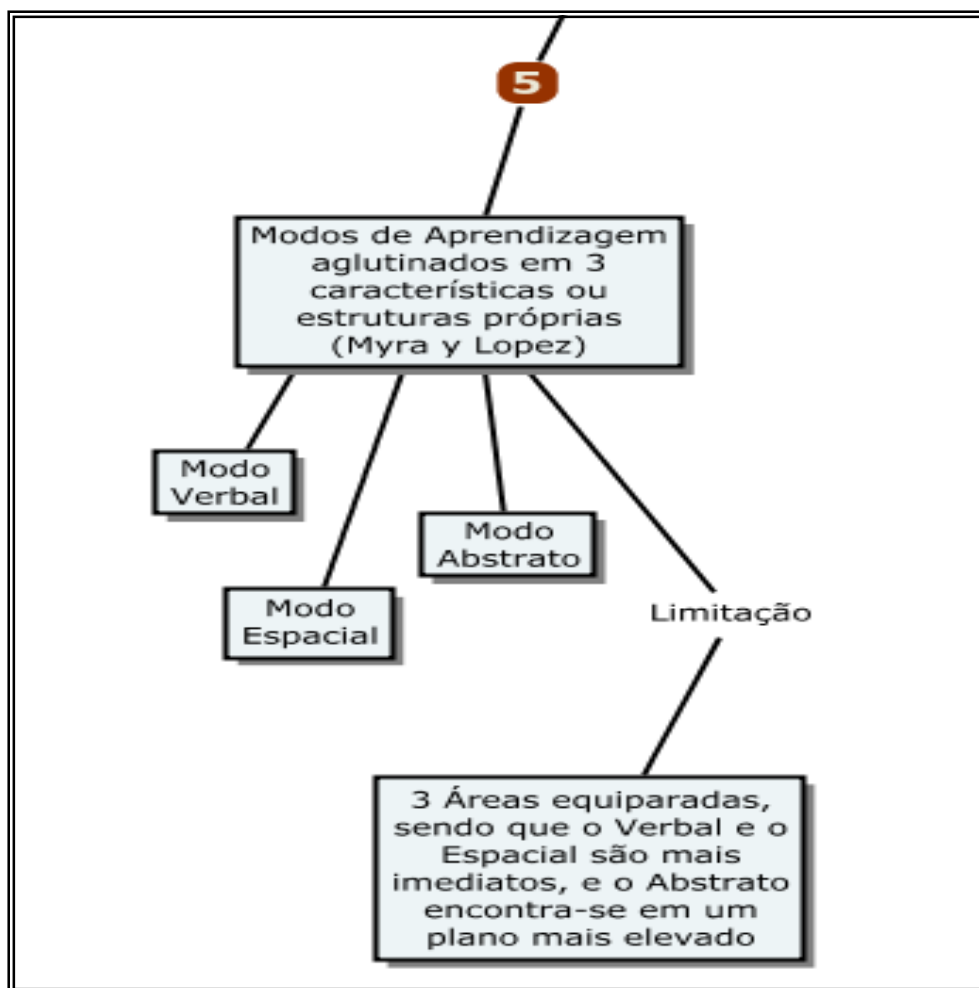 5
Modos de Aprendizagem
aglutinados em 3
características ou
estruturas próprias
(Myra y Lopez)
Modo
Verbal
Modo
Espacial
Modo
Abstrato
Limitação
3 Áreas equiparadas,
sendo que o Verbal e o
Espacial são mais
imediatos, e o Abstrato
encontra-se em um
plano mais elevado